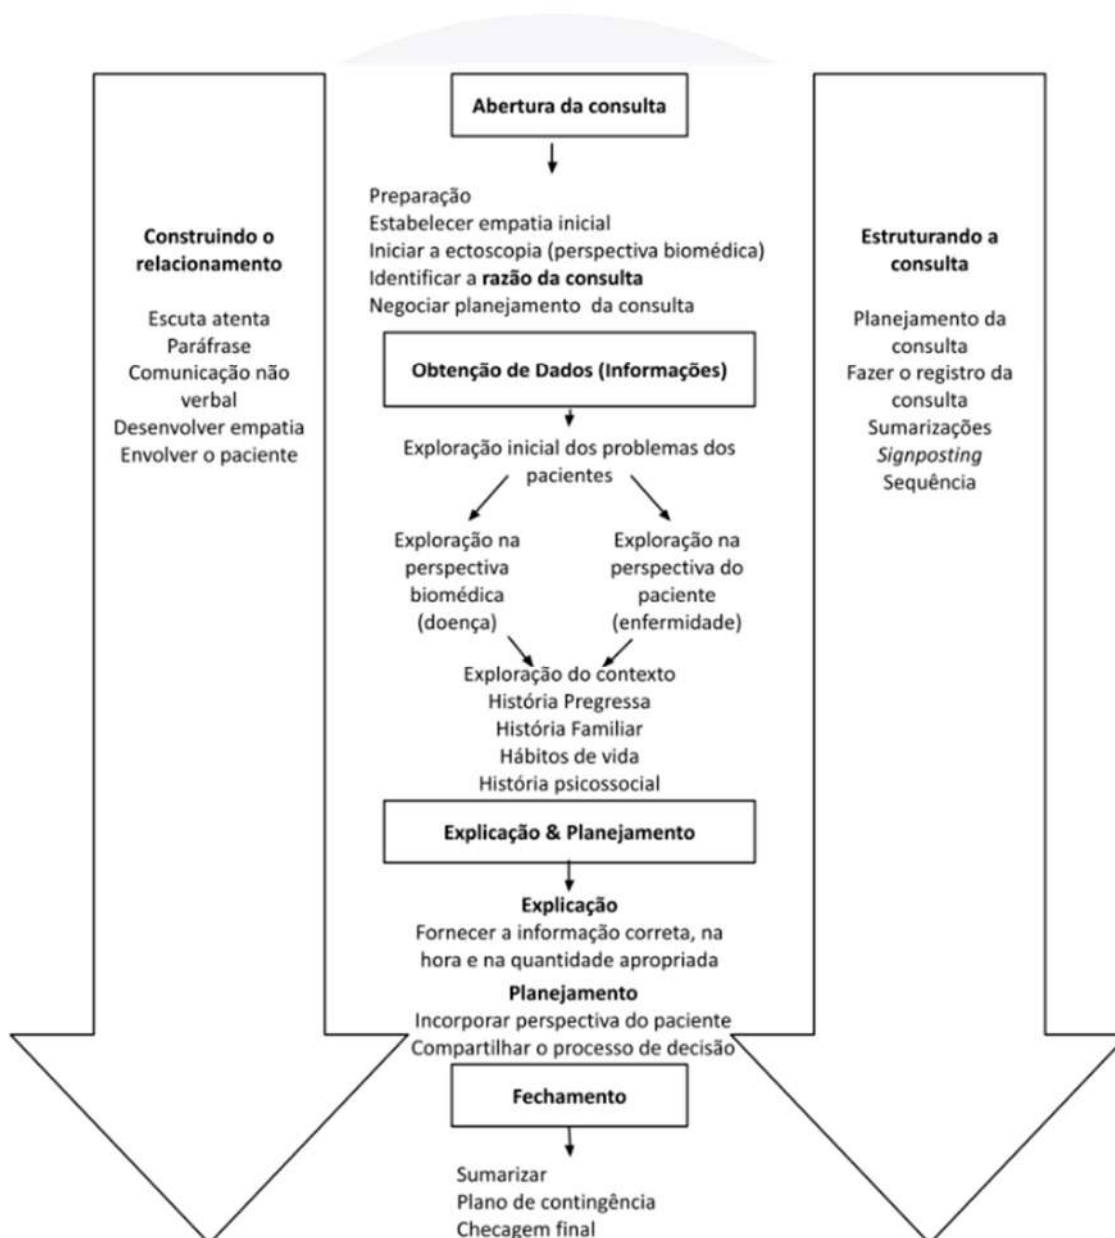 Abertura da consulta
Preparação
Estabelecer empatia inicial
Iniciar a ectoscopia (perspectiva biomédica)
Identificar a razão da consulta
Negociar planejamento da consulta
Construindo o
relacionamento
Escuta atenta
Paráfrase
Comunicação não
verbal
Desenvolver empatia
Envolver o paciente
Estruturando a
consulta
Planejamento da
consulta
Fazer o registro da
consulta
Sumarizações
Signposting
Sequência
Obtenção de Dados (Informações)
Exploração inicial dos problemas dos
pacientes
Exploração na
perspectiva
biomédica
(doença)
Exploração na
perspectiva do
paciente
(enfermidade)
Exploração do contexto
História Pregressa
História Familiar
Hábitos de vida
História psicossocial
Explicação & Planejamento
Explicação
Fornecer a informação correta, na
hora e na quantidade apropriada
Planejamento
Incorporar perspectiva do paciente
Compartilhar o processo de decisão
Fechamento
Sumarizar
Plano de contingência
Checagem final